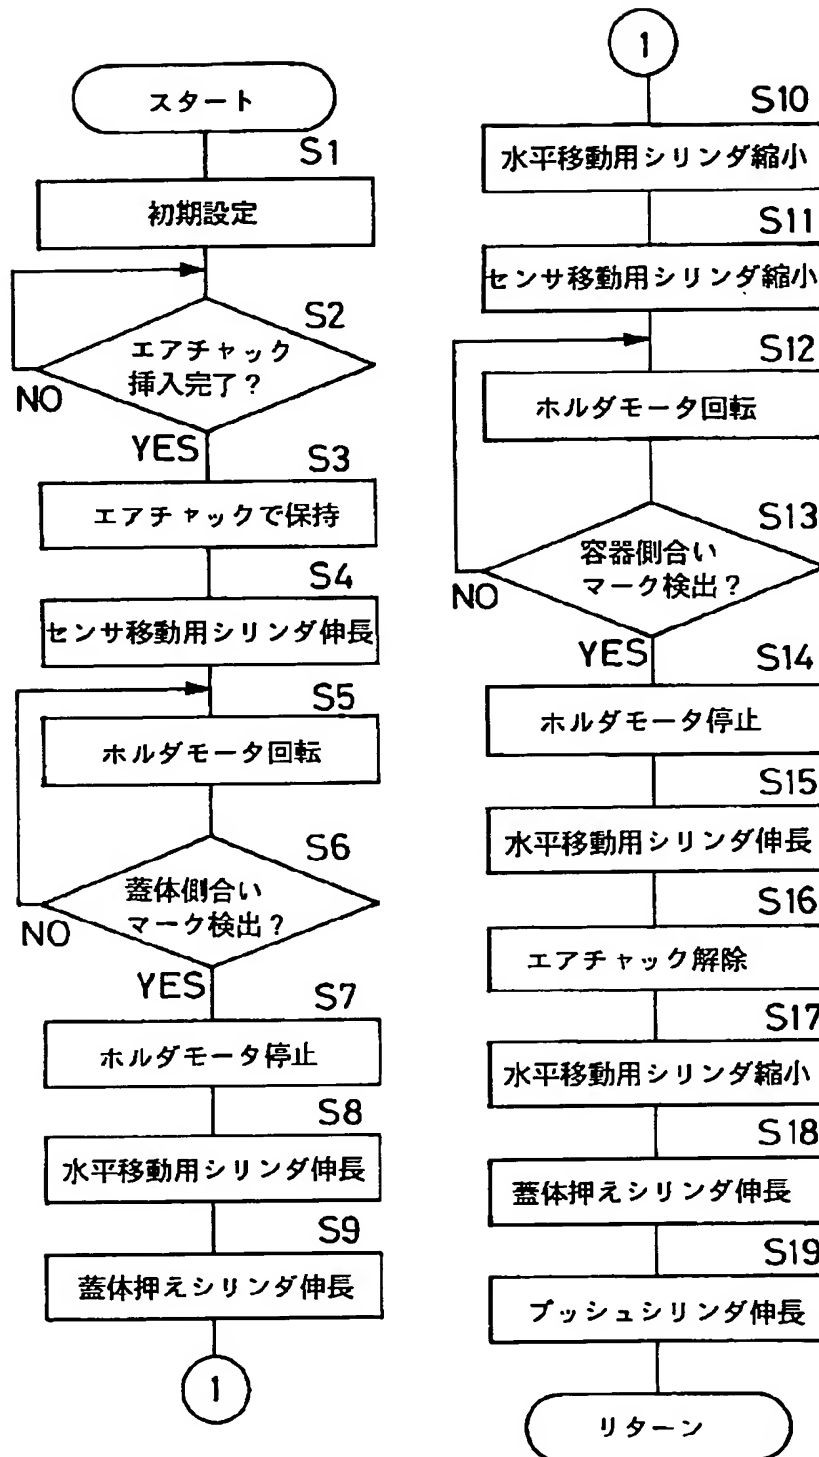 スタート
S1
初期設定
S2
エアチャック
挿入完了?
NO
YES
S3
エアチャックで保持
S4
センサ移動用シリンダ伸長
S5
ホルダモータ回転
S6
蓋体側合い
マーク検出?
NO
YES
S7
ホルダモータ停止
S8
水平移動用シリンダ伸長
S9
蓋体押えシリンダ伸長
1
1
S10
水平移動用シリンダ縮小
S11
センサ移動用シリンダ縮小
S12
ホルダモータ回転
S13
容器側合い
マーク検出?
NO
YES
S14
ホルダモータ停止
S15
水平移動用シリンダ伸長
S16
エアチャック解除
S17
水平移動用シリンダ縮小
S18
蓋体押えシリンダ伸長
S19
プッシュシリンダ伸長
リターン